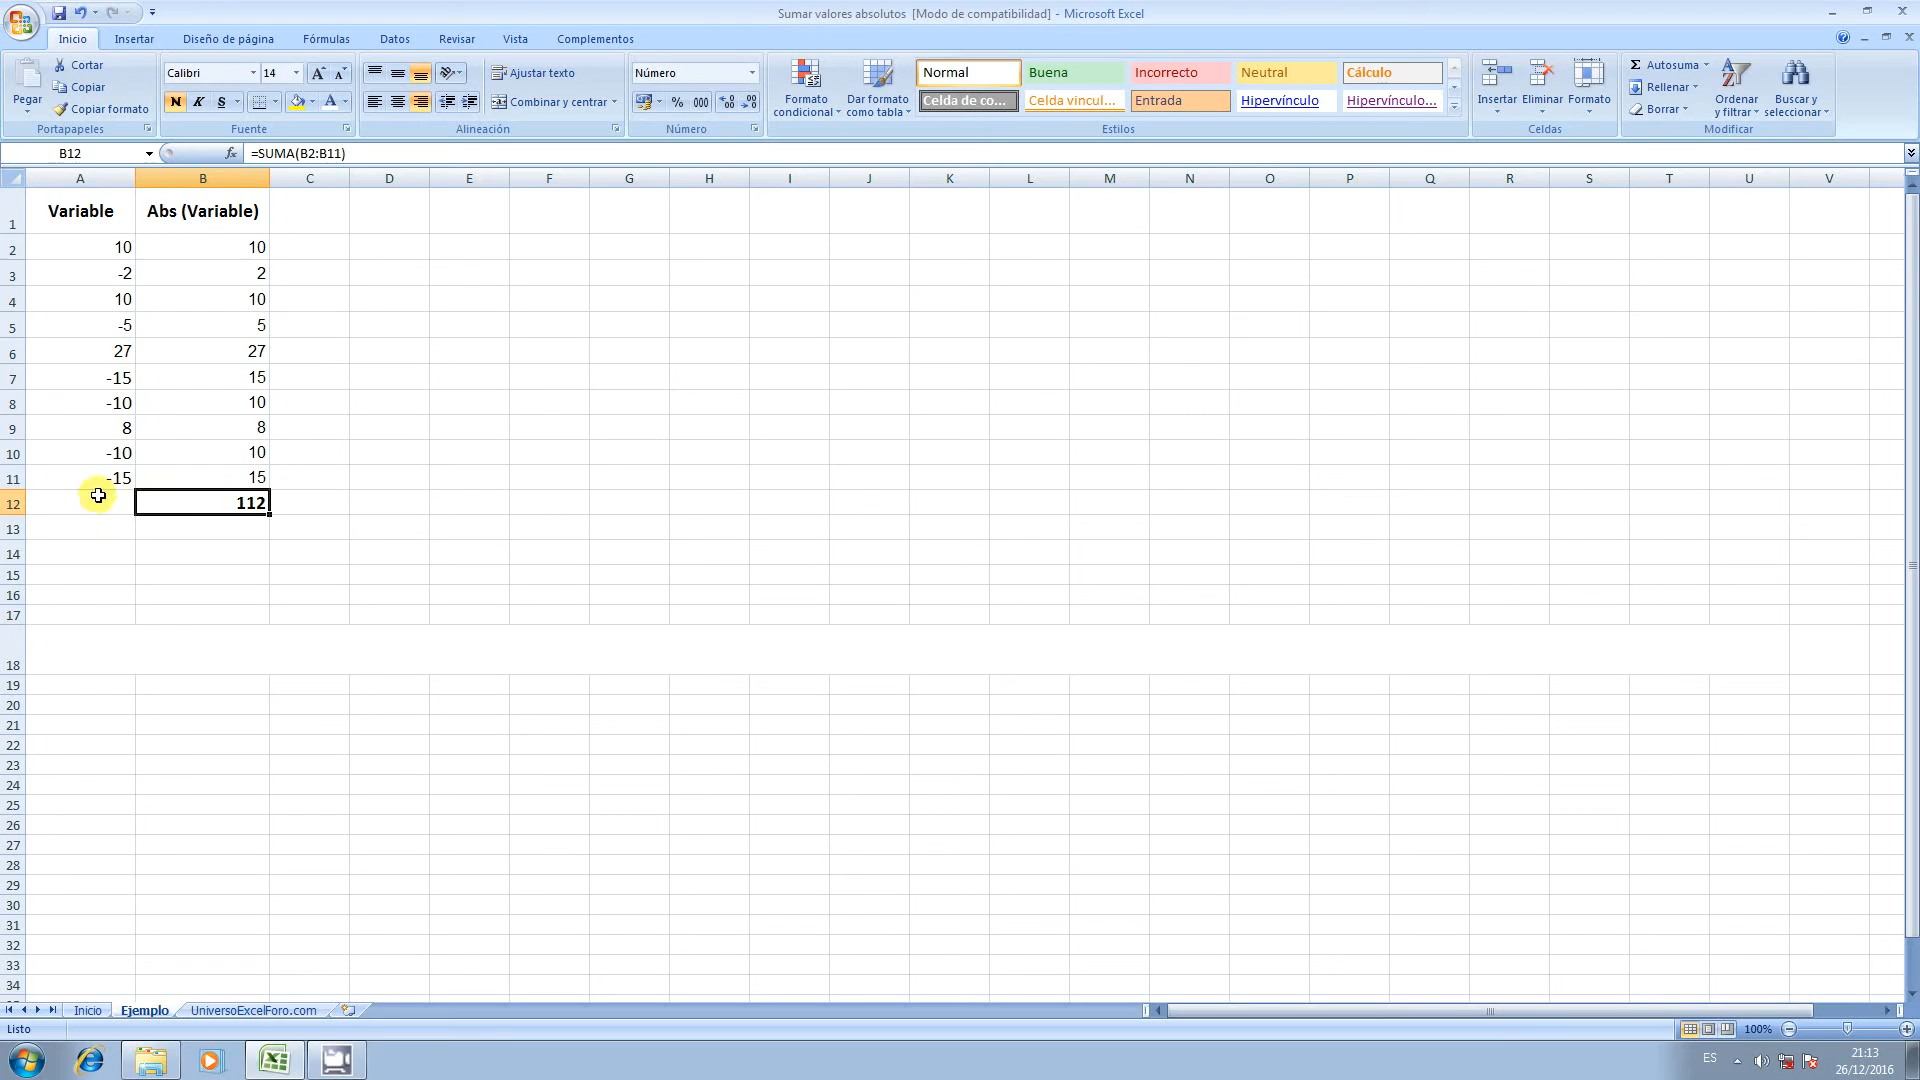 Sumar valores absolutos [Modo de compatibilidad] - Microsoft Excel
Inicio Insertar Diseño de página Fórmulas Datos Revisar Vista Complementos
Pegar
Cortar
Copiar
Copiar formato
Portapapeles
Calibri 14
N K S
Fuente
Ajustar texto
Combinar y centrar
Alineación
Número
% 000
Número
Formato condicional
Dar formato como tabla
Normal Buena Incorrecto Neutral Cálculo
Celda de co... Celda vincul... Entrada Hipervínculo Hipervínculo...
Estilos
Insertar Eliminar Formato
Celdas
Σ Autosuma
Rellenar
Borrar
Ordenar y filtrar
Buscar y seleccionar
Modificar
B12 fx =SUMA(B2:B11)
A B C D E F G H I J K L M N O P Q R S T U V
1 Variable Abs (Variable)
2 10 10
3 -2 2
4 10 10
5 -5 5
6 27 27
7 -15 15
8 -10 10
9 8 8
10 -10 10
11 -15 15
12 112
13
14
15
16
17
18
19
20
21
22
23
24
25
26
27
28
29
30
31
32
33
34
Inicio Ejemplo UniversoExcelForo.com
Listo 100%
ES 21:13
26/12/2016